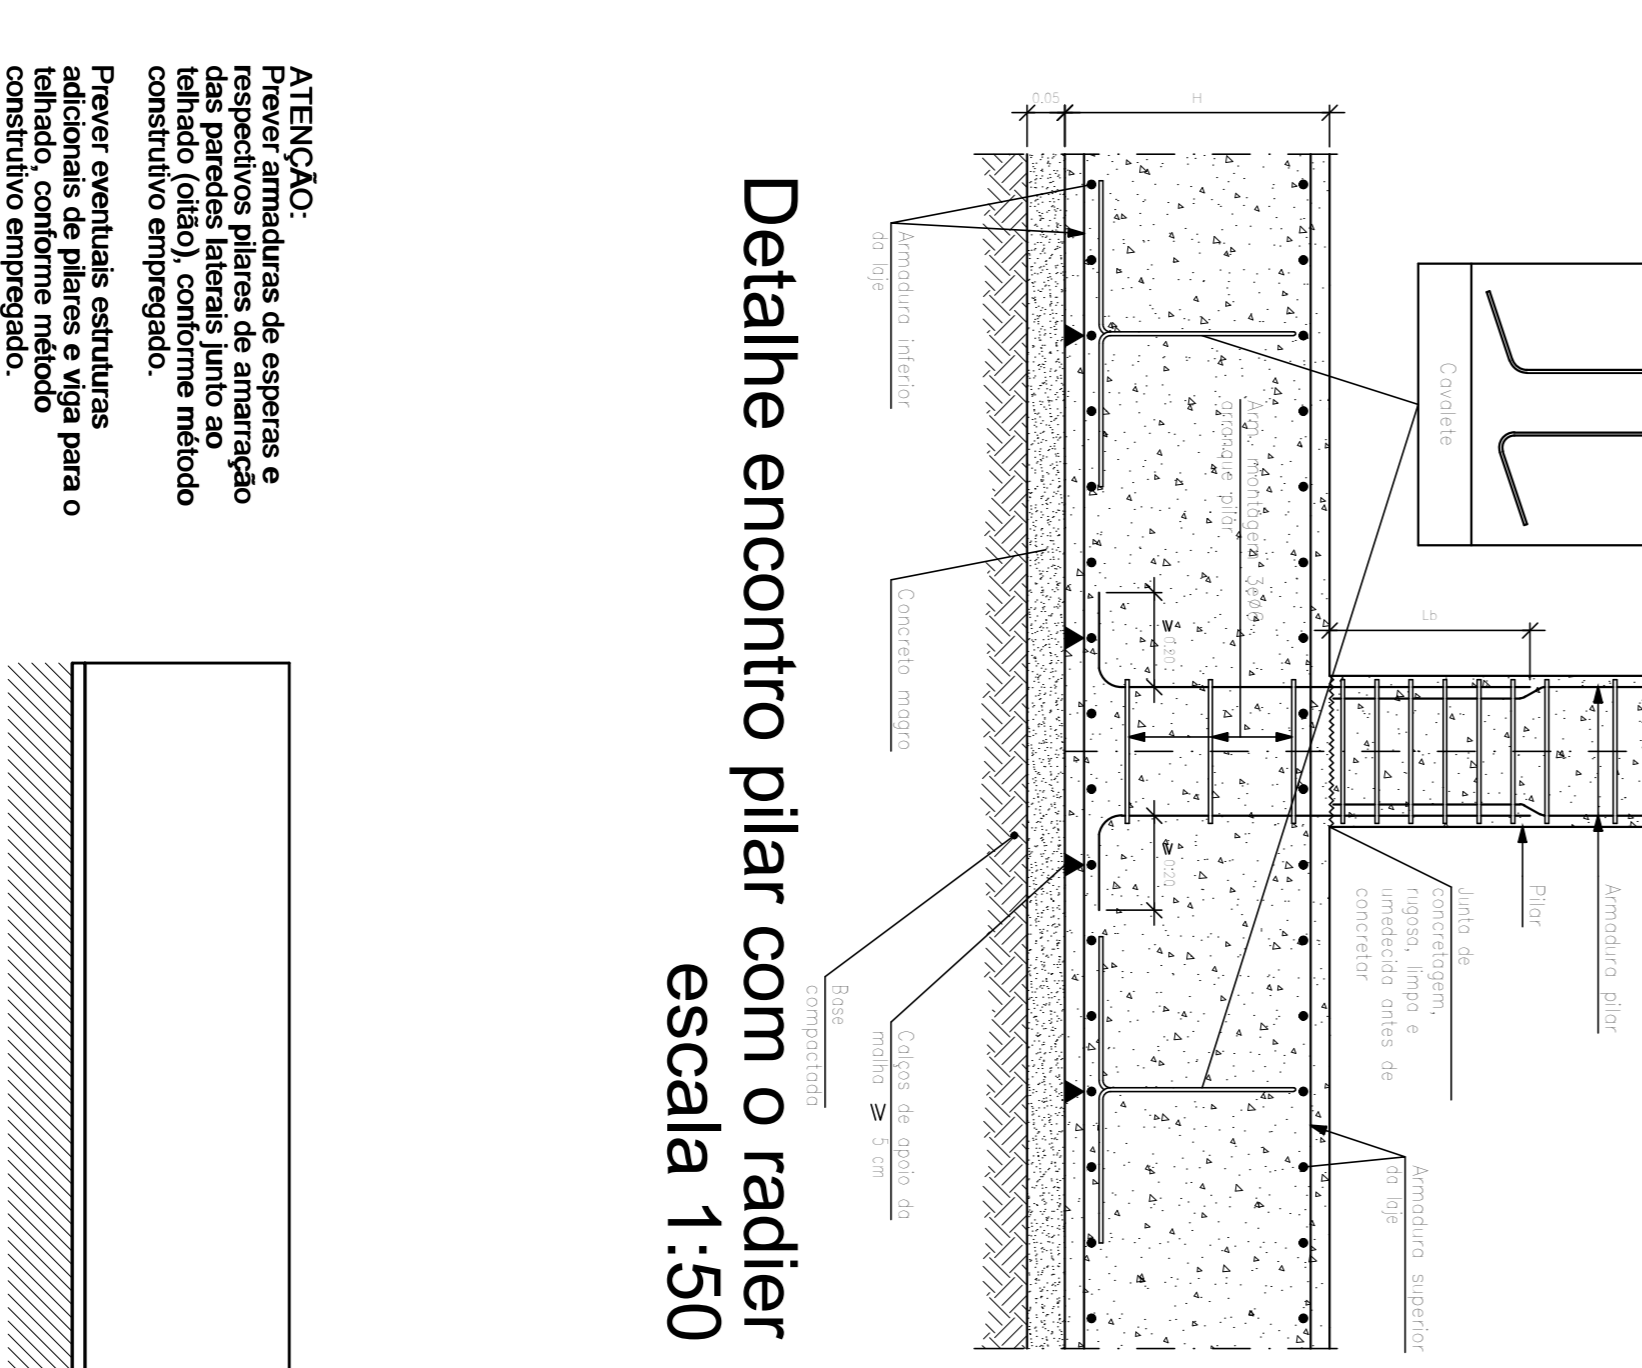 Cavalete
Armadura pilar
Pilar
Junta de
concretagem,
rugosa, limpa e
umedecida antes de
concretar
Lb
Armadura superior
da laje
H
0.05
Arm. montagem
arranque pilar
≥ 0.20
≥ 0.20
Armadura inferior
da laje
Concreto magro
Calços de apoio da
malha ≥ 5 cm
Base
compactada
Detalhe encontro pilar com o radier
escala 1:50
ATENÇÃO:
Prever armaduras de esperas e
respectivos pilares de amarração
das paredes laterais junto ao
telhado (oitão), conforme método
construtivo empregado.
Prever eventuais estruturas
adicionais de pilares e viga para o
telhado, conforme método
construtivo empregado.